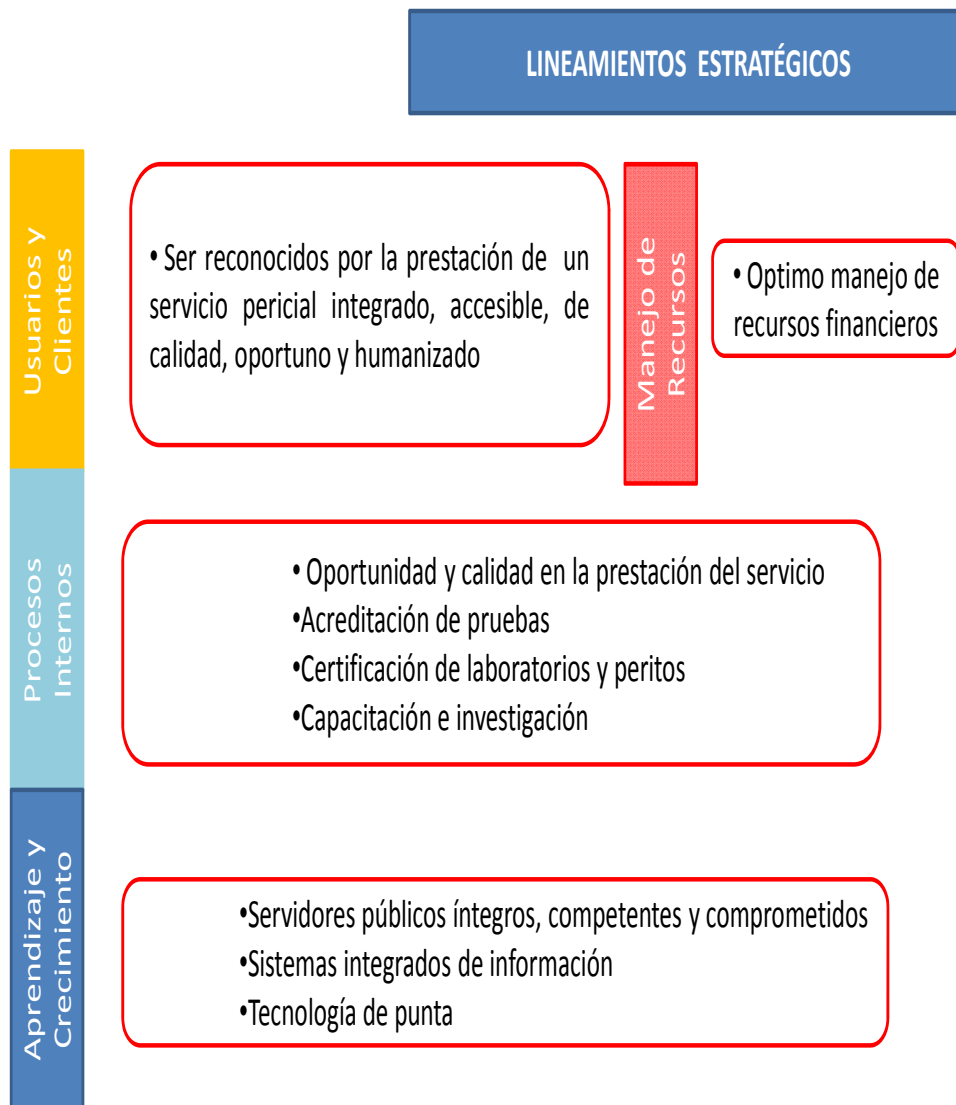 LINEAMIENTOS ESTRATÉGICOS
Usuarios y
Clientes
• Ser reconocidos por la prestación de un
servicio pericial integrado, accesible, de
calidad, oportuno y humanizado
Manejo de
Recursos
• Optimo manejo de
recursos financieros
Procesos
Internos
• Oportunidad y calidad en la prestación del servicio
•Acreditación de pruebas
•Certificación de laboratorios y peritos
•Capacitación e investigación
Aprendizaje y
Crecimiento
•Servidores públicos íntegros, competentes y comprometidos
•Sistemas integrados de información
•Tecnología de punta